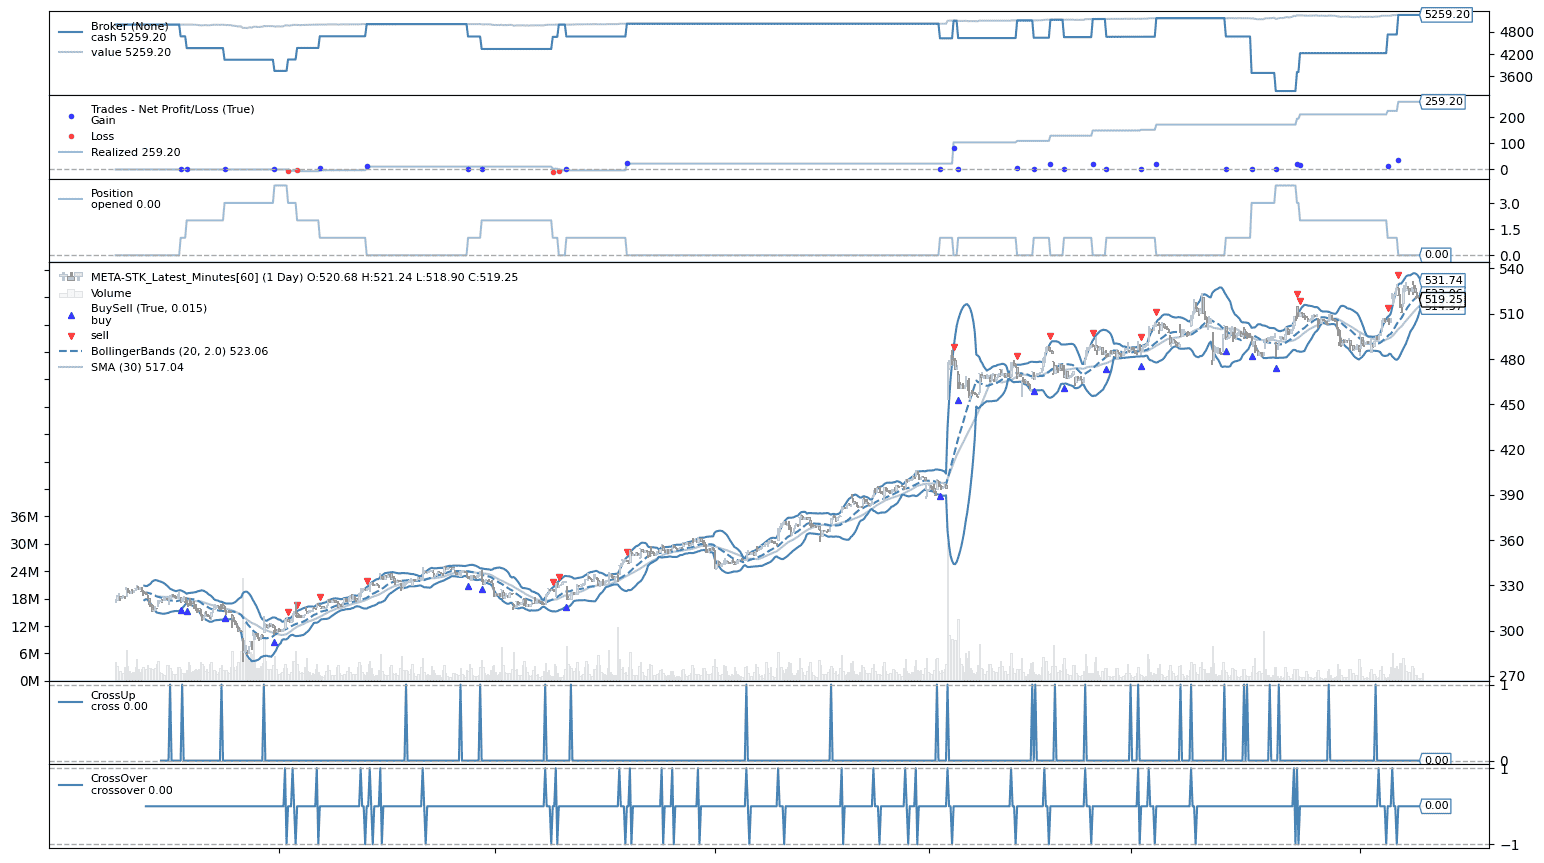 Broker (None)
cash 5259.20
value 5259.20
5259.20
4800
4200
3600
Trades - Net Profit/Loss (True)
Gain
Loss
Realized 259.20
259.20
200
100
0
Position
opened 0.00
3.0
1.5
0.0
0.00
META-STK_Latest_Minutes[60] (1 Day) O:520.68 H:521.24 L:518.90 C:519.25
Volume
BuySell (True, 0.015)
buy
sell
BollingerBands (20, 2.0) 523.06
SMA (30) 517.04
540
531.74
519.25
510
480
450
420
390
360
330
300
270
36M
30M
24M
18M
12M
6M
0M
CrossUp
cross 0.00
1
0.00
0
CrossOver
crossover 0.00
1
0.00
−1